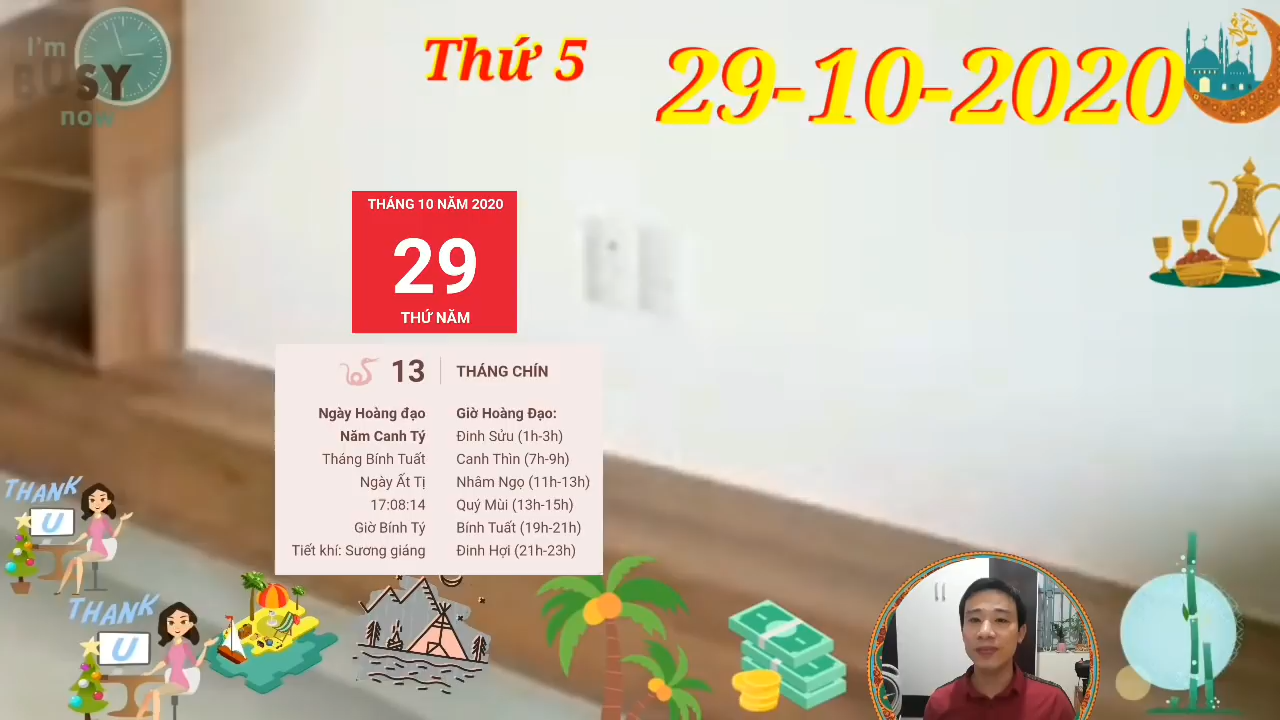 I'm
BUSY
now
Thứ 5
29-10-2020
THÁNG 10 NĂM 2020
29
THỨ NĂM
13
THÁNG CHÍN
Ngày Hoàng đạo
Năm Canh Tý
Tháng Bính Tuất
Ngày Ất Tị
17:08:14
Giờ Bính Tý
Tiết khí: Sương giáng
Giờ Hoàng Đạo:
Đinh Sửu (1h-3h)
Canh Thìn (7h-9h)
Nhâm Ngọ (11h-13h)
Quý Mùi (13h-15h)
Bính Tuất (19h-21h)
Đinh Hợi (21h-23h)
THANK
U
THANK
U